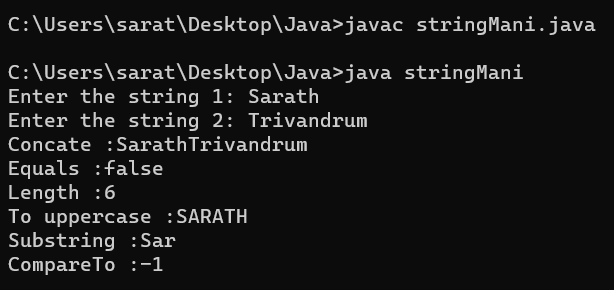 C:\Users\sarat\Desktop\Java>javac stringMani.java
C:\Users\sarat\Desktop\Java>java stringMani
Enter the string 1: Sarath
Enter the string 2: Trivandrum
Concate :SarathTrivandrum
Equals :false
Length :6
To uppercase :SARATH
Substring :Sar
CompareTo :-1